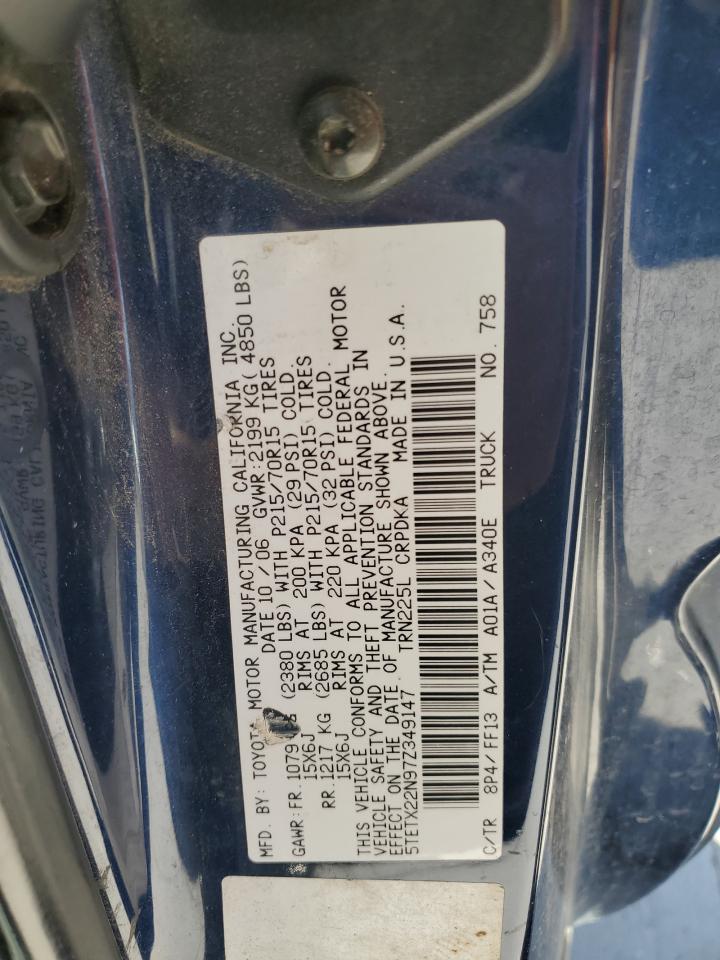 MFD. BY: TOYOTA MOTOR MANUFACTURING CALIFORNIA INC.
DATE 10 / 06 GVWR:2199 KG( 4850 LBS)
GAWR:FR. 1079 KG (2380 LBS) WITH P215/70R15 TIRES
15X6J RIMS AT 200 KPA (29 PSI) COLD.
RR. 1217 KG (2685 LBS) WITH P215/70R15 TIRES
15X6J RIMS AT 220 KPA (32 PSI) COLD.
THIS VEHICLE CONFORMS TO ALL APPLICABLE FEDERAL MOTOR
VEHICLE SAFETY AND THEFT PREVENTION STANDARDS IN
EFFECT ON THE DATE OF MANUFACTURE SHOWN ABOVE.
5TETX22N97Z349147 TRN225L CRPDKA MADE IN U.S.A.
C/TR 8P4/FF13 A/TM A01A/A340E TRUCK NO. 758